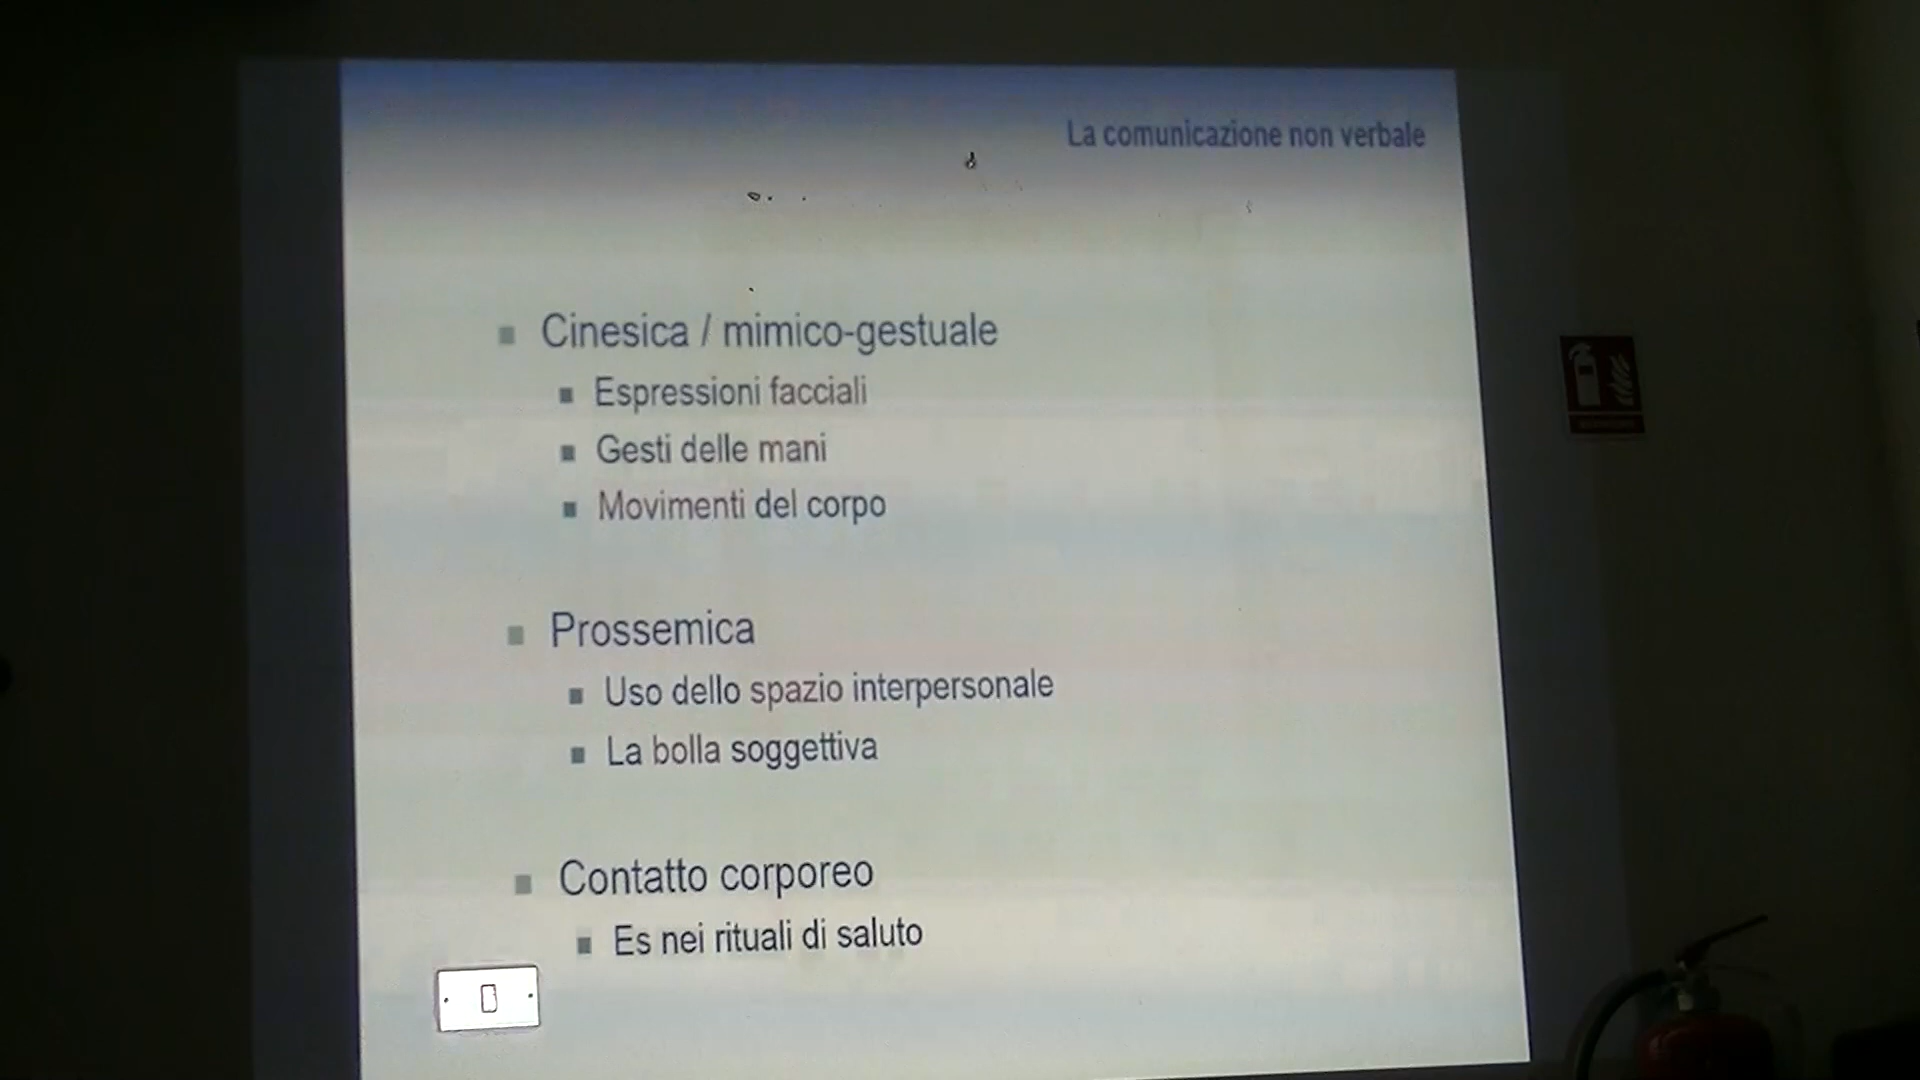 La comunicazione non verbale
Cinesica / mimico-gestuale
Espressioni facciali
Gesti delle mani
Movimenti del corpo
Prossemica
Uso dello spazio interpersonale
La bolla soggettiva
Contatto corporeo
Es nei rituali di saluto